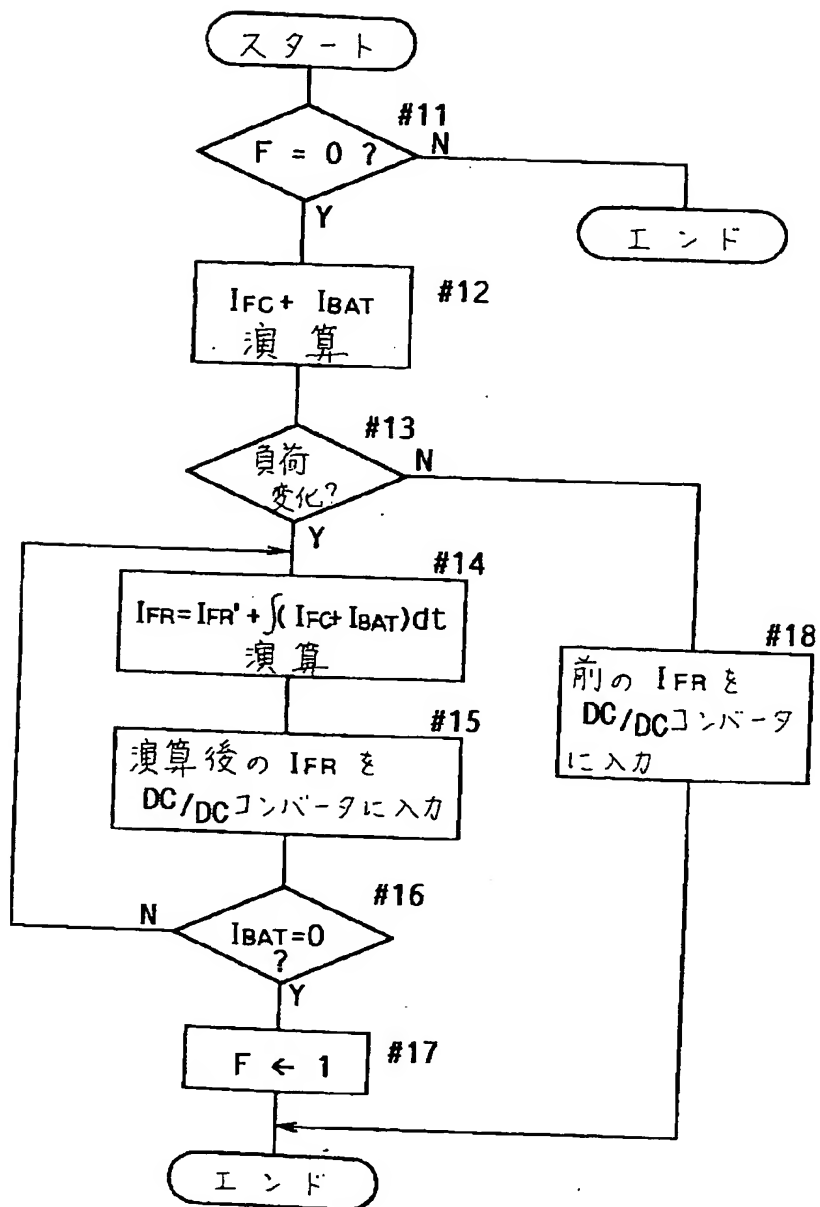 スタート
#11
F = 0 ?
N
Y
エンド
#12
IFC+ IBAT
演算
#13
負荷
変化?
N
Y
#14
IFR=IFR'+∫(IFC+IBAT)dt
演算
#15
演算後の IFR を
DC/DCコンバータに入力
#18
前の IFR を
DC/DCコンバータ
に入力
#16
N
IBAT=0
?
Y
#17
F ← 1
エンド